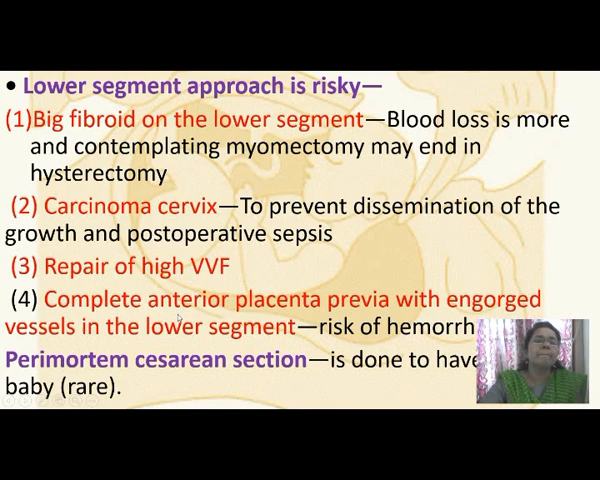 • Lower segment approach is risky—
(1)Big fibroid on the lower segment—Blood loss is more
and contemplating myomectomy may end in
hysterectomy
(2) Carcinoma cervix—To prevent dissemination of the
growth and postoperative sepsis
(3) Repair of high VVF
(4) Complete anterior placenta previa with engorged
vessels in the lower segment—risk of hemorrh
Perimortem cesarean section—is done to have
baby (rare).